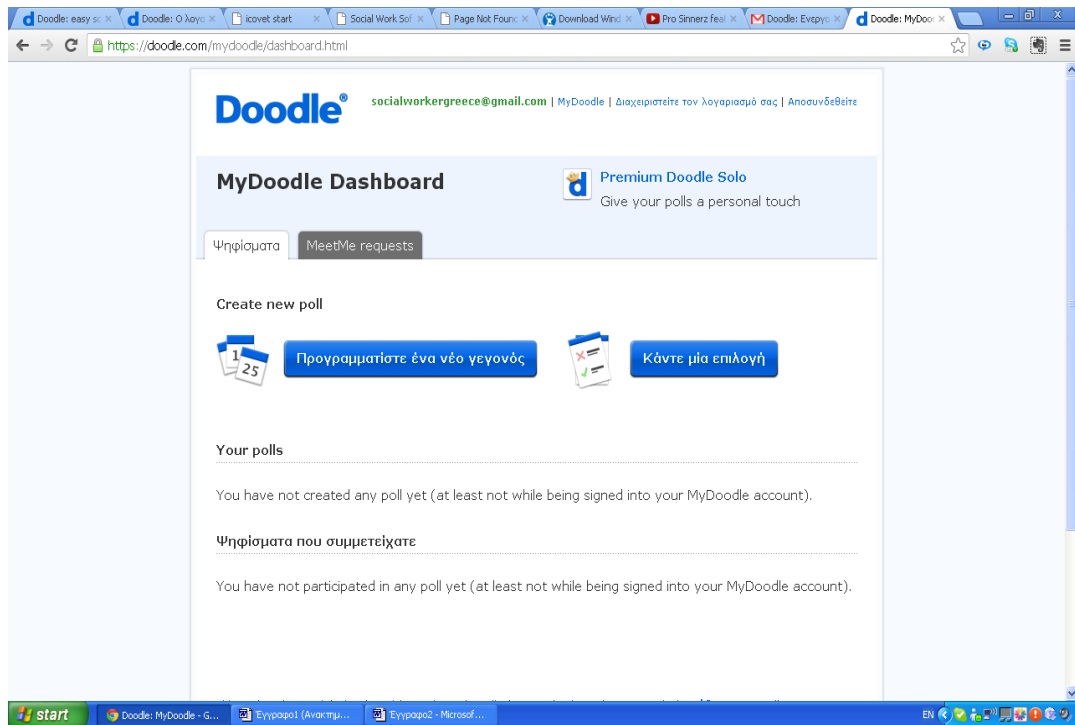 Doodle: easy sc
Doodle: Ο λογα
icovet start
Social Work Sof
Page Not Found
Download Wind
Pro Sinnerz feat
Doodle: Ενεργο
Doodle: MyDoo
https://doodle.com/mydoodle/dashboard.html
Doodle® socialworkergreece@gmail.com | MyDoodle | Διαχειριστείτε τον λογαριασμό σας | Αποσυνδεθείτε
MyDoodle Dashboard
Premium Doodle Solo
Give your polls a personal touch
Ψηφίσματα MeetMe requests
Create new poll
1 25 Προγραμματίστε ένα νέο γεγονός Κάντε μία επιλογή
Your polls
You have not created any poll yet (at least not while being signed into your MyDoodle account).
Ψηφίσματα που συμμετείχατε
You have not participated in any poll yet (at least not while being signed into your MyDoodle account).
start Doodle: MyDoodle - G... Έγγραφο1 (Ανακτημ... Έγγραφο2 - Microsof... EN